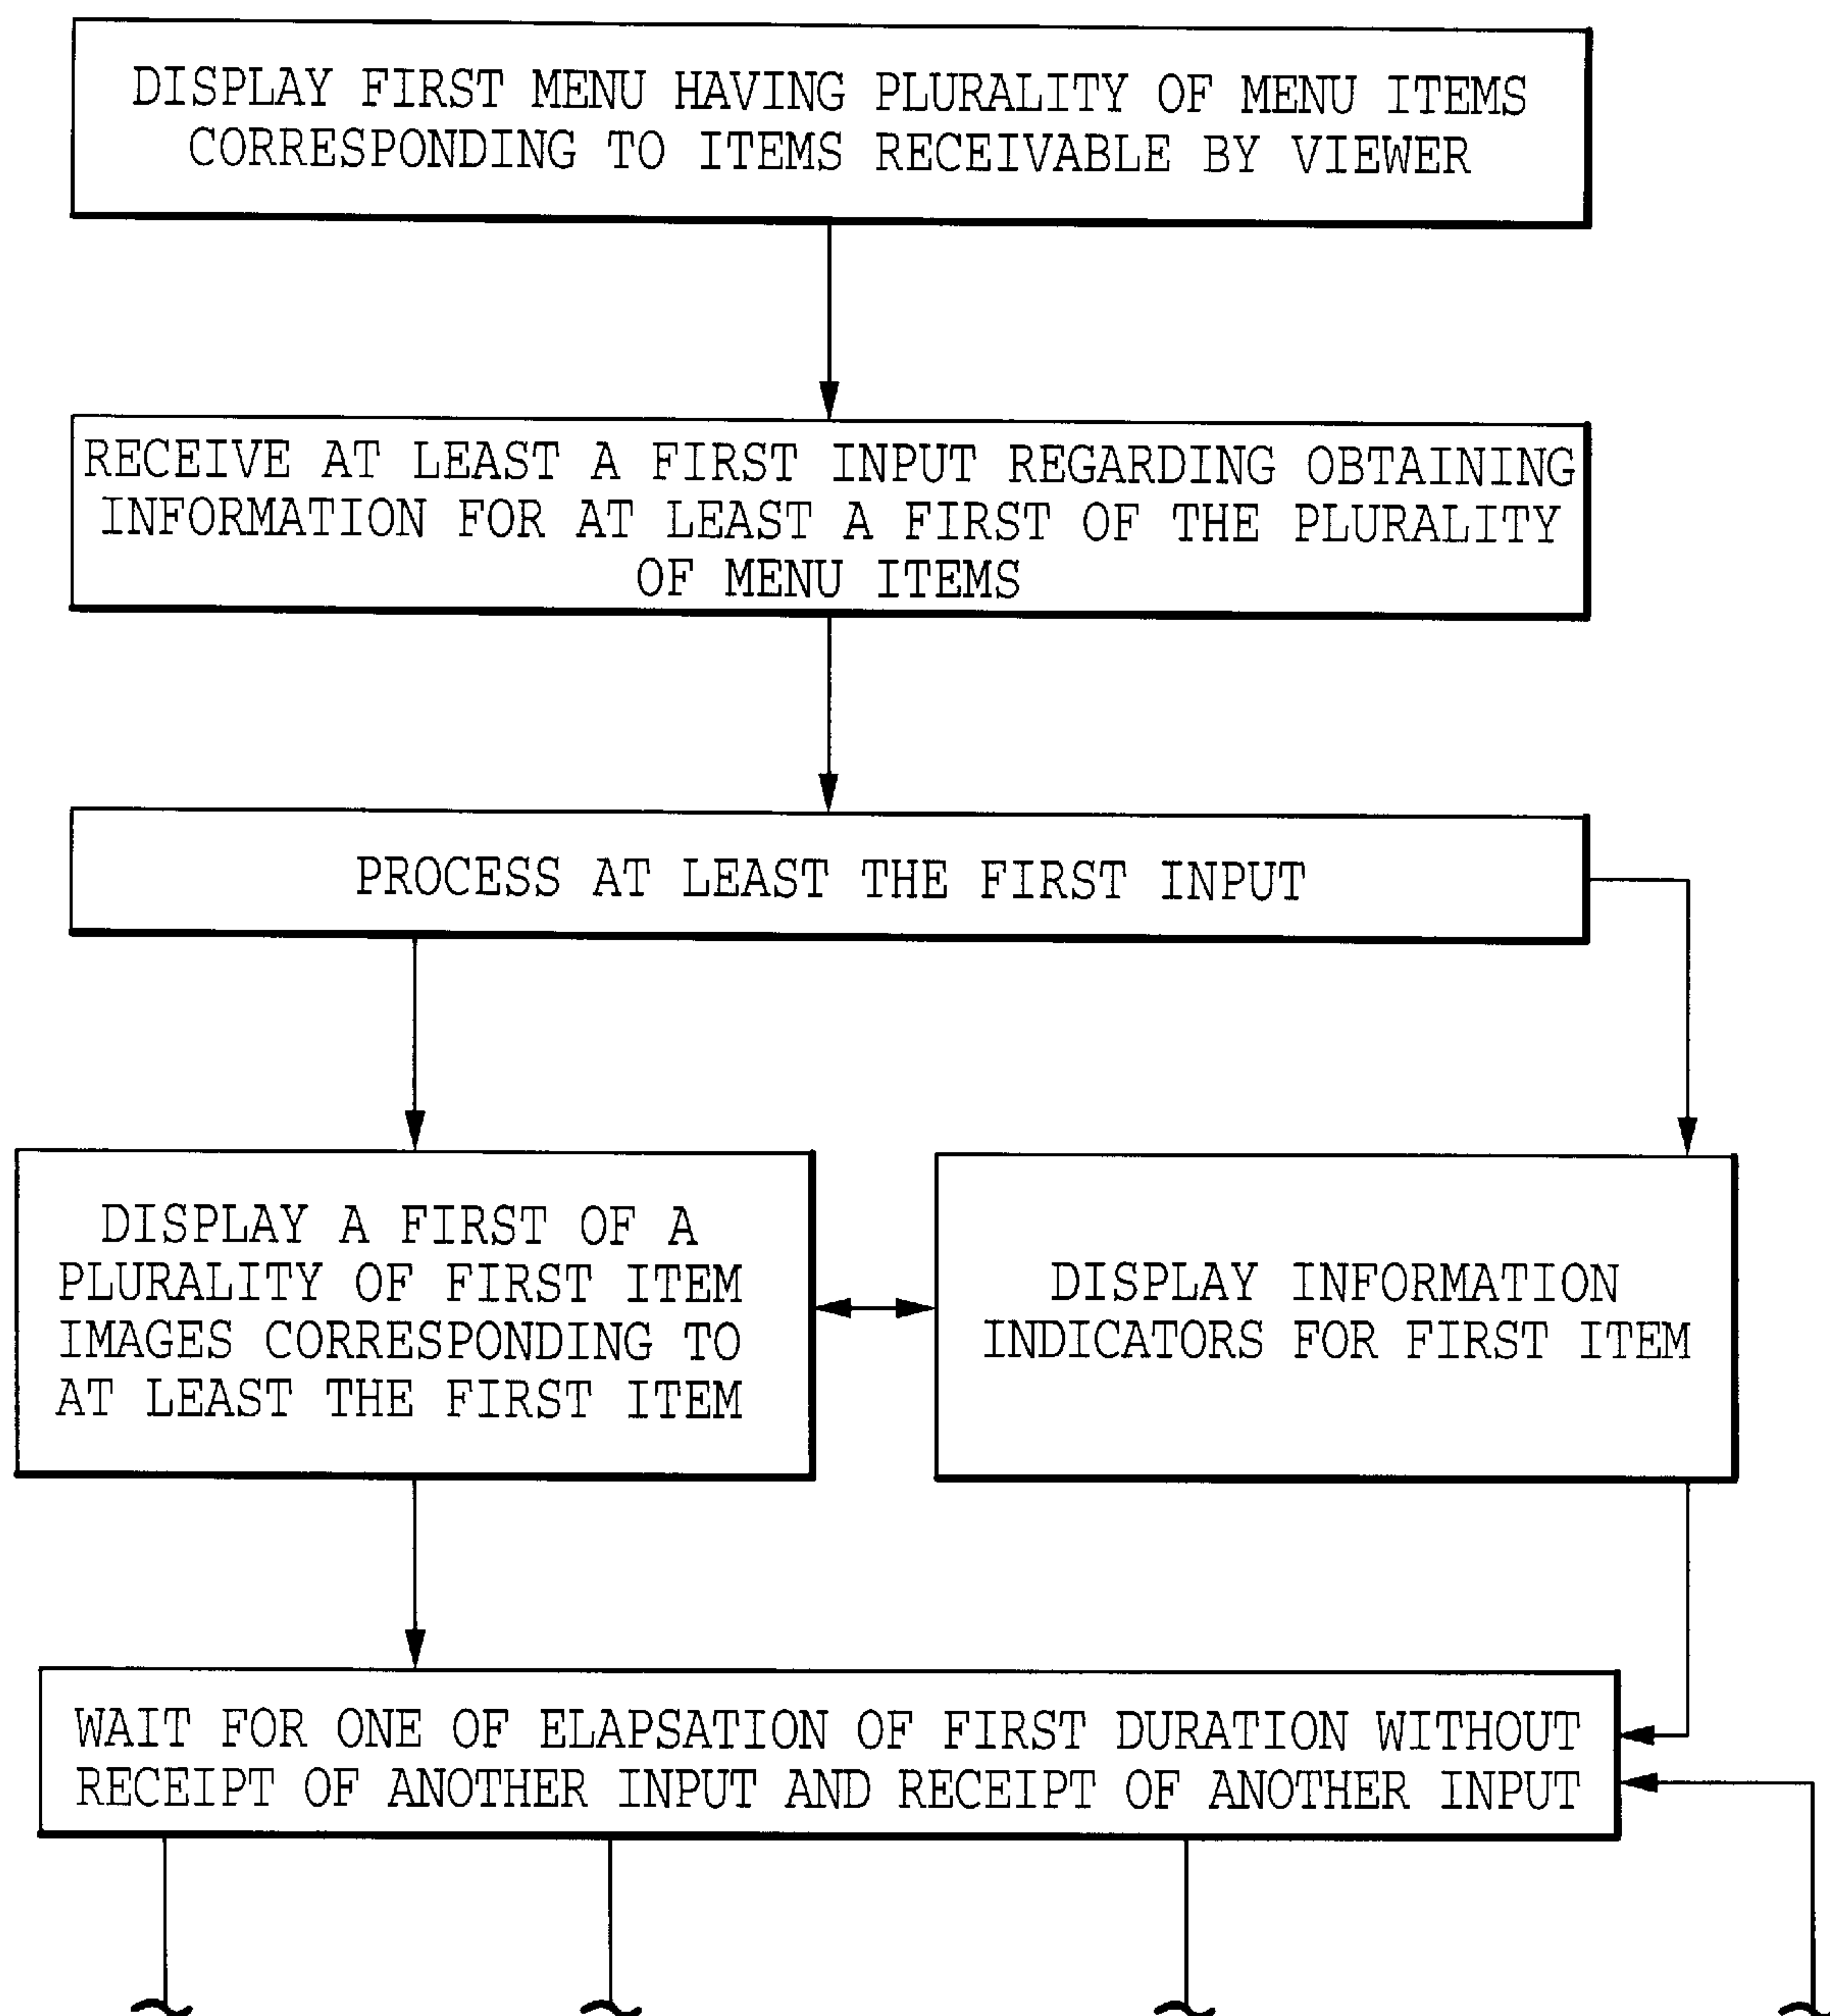 DISPLAY FIRST MENU HAVING PLURALITY OF MENU ITEMS
CORRESPONDING TO ITEMS RECEIVABLE BY VIEWER
RECEIVE AT LEAST A FIRST INPUT REGARDING OBTAINING
INFORMATION FOR AT LEAST A FIRST OF THE PLURALITY
OF MENU ITEMS
PROCESS AT LEAST THE FIRST INPUT
DISPLAY A FIRST OF A
PLURALITY OF FIRST ITEM
IMAGES CORRESPONDING TO
AT LEAST THE FIRST ITEM
DISPLAY INFORMATION
INDICATORS FOR FIRST ITEM
WAIT FOR ONE OF ELAPSATION OF FIRST DURATION WITHOUT
RECEIPT OF ANOTHER INPUT AND RECEIPT OF ANOTHER INPUT